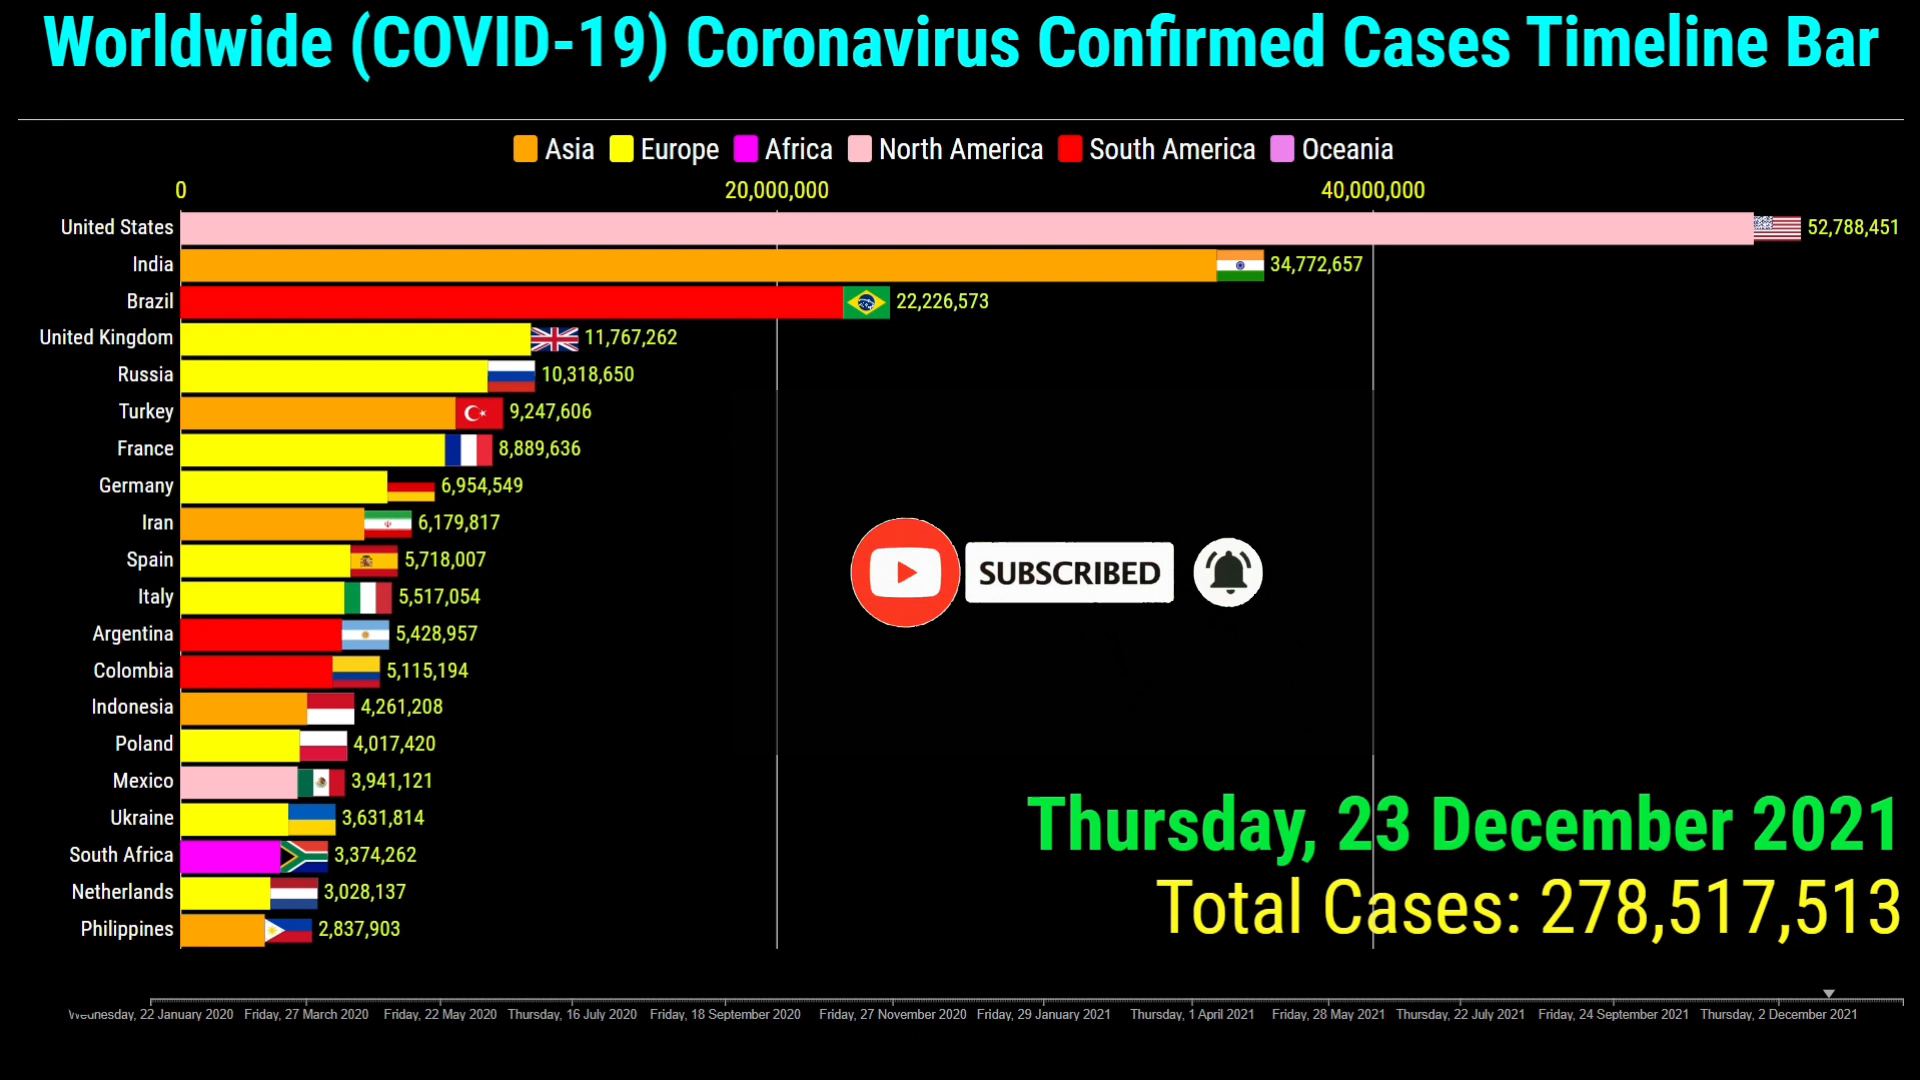 Worldwide (COVID-19) Coronavirus Confirmed Cases Timeline Bar
Asia Europe Africa North America South America Oceania
0 20,000,000 40,000,000
United States 52,788,451
India 34,772,657
Brazil 22,226,573
United Kingdom 11,767,262
Russia 10,318,650
Turkey 9,247,606
France 8,889,636
Germany 6,954,549
Iran 6,179,817
Spain 5,718,007
SUBSCRIBED
Italy 5,517,054
Argentina 5,428,957
Colombia 5,115,194
Indonesia 4,261,208
Poland 4,017,420
Mexico 3,941,121
Ukraine 3,631,814
Thursday, 23 December 2021
South Africa 3,374,262
Netherlands 3,028,137
Total Cases: 278,517,513
Philippines 2,837,903
Wednesday, 22 January 2020 Friday, 27 March 2020 Friday, 22 May 2020 Thursday, 16 July 2020 Friday, 18 September 2020 Friday, 27 November 2020 Friday, 29 January 2021 Thursday, 1 April 2021 Friday, 28 May 2021 Thursday, 22 July 2021 Friday, 24 September 2021 Thursday, 2 December 2021